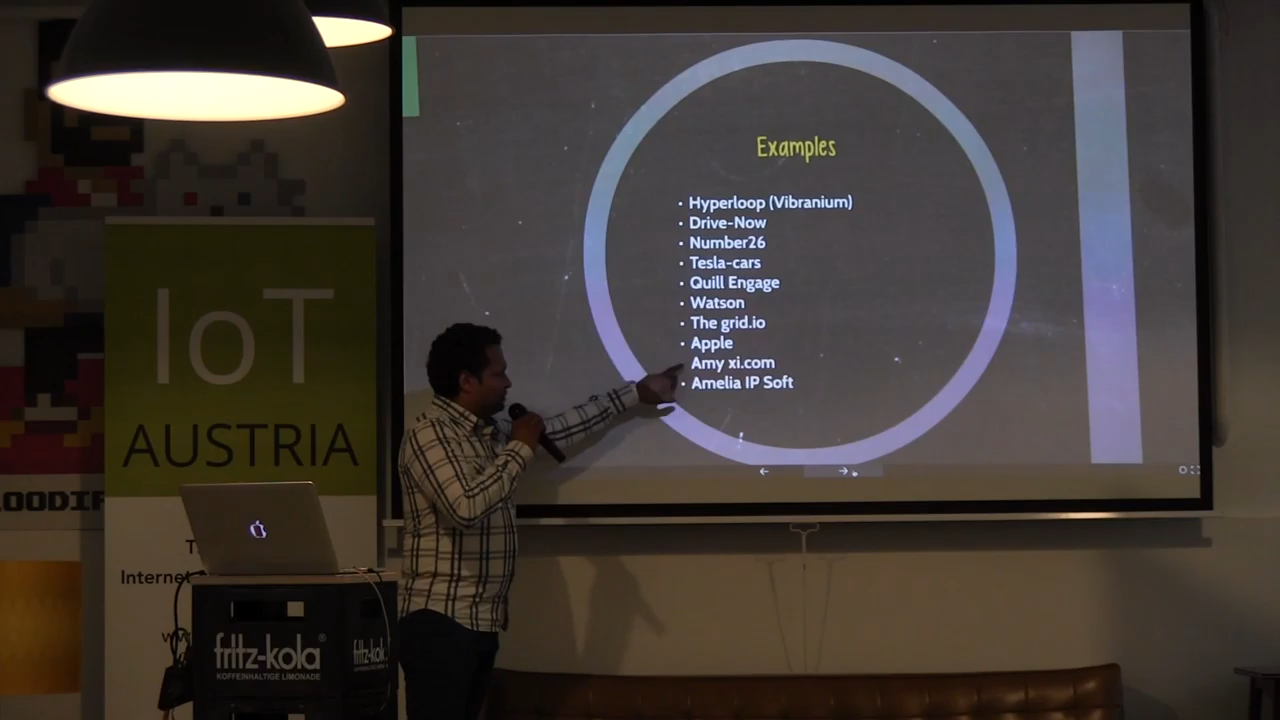 Examples
• Hyperloop (Vibranium)
• Drive-Now
• Number26
• Tesla-cars
• Quill Engage
• Watson
• The grid.io
• Apple
Amy xi.com
• Amelia IP Soft
IoT
AUSTRIA
Internet
fritz-kola®
KOFFEINHALTIGE LIMONADE
fritz-kola